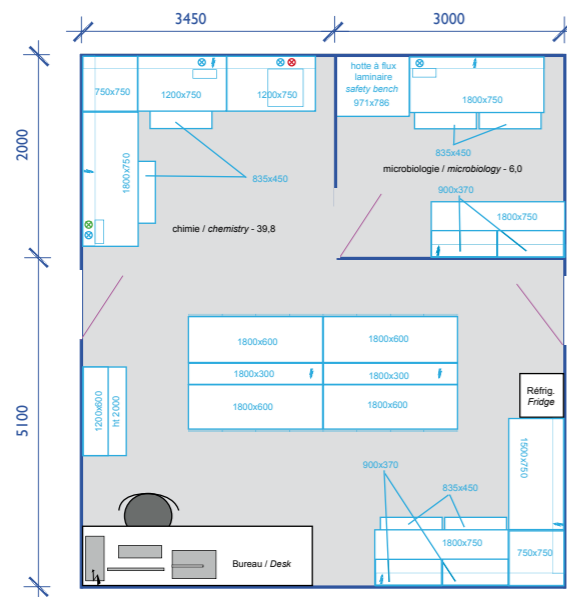 3450
3000
2000
5100
750x750
1200x750
1200x750
hotte à flux
laminaire
safety bench
971x786
1800x750
835x450
microbiologie / microbiology - 6,0
900x370
1800x750
1800x750
835x450
chimie / chemistry - 39,8
1800x600
1800x600
1800x300
1800x300
1800x600
1800x600
1200x600
ht 2000
Réfrig.
Fridge
1500x750
900x370
835x450
1800x750
750x750
Bureau / Desk